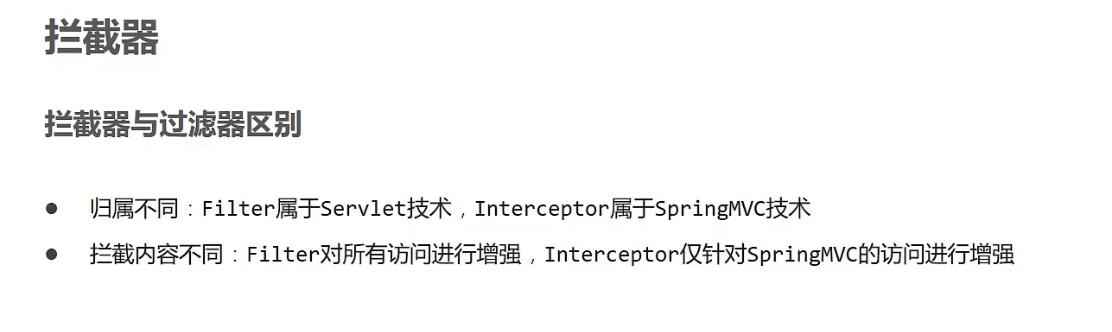 拦截器
拦截器与过滤器区别
● 归属不同：Filter属于Servlet技术，Interceptor属于SpringMVC技术
● 拦截内容不同：Filter对所有访问进行增强，Interceptor仅针对SpringMVC的访问进行增强